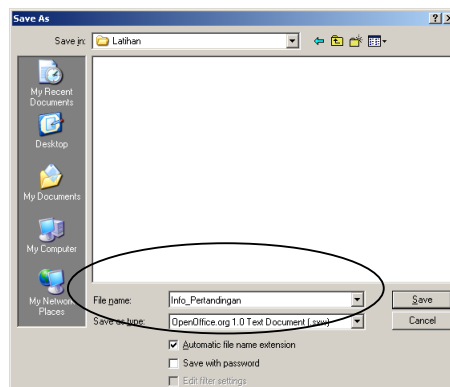 Save As
Save in: Latihan
My Recent
Documents
Desktop
My Documents
My Computer
My Network
Places
File name: Info_Pertandingan Save
Save as type: OpenOffice.org 1.0 Text Document (.sxw) Cancel
Automatic file name extension
Save with password
Edit filter settings